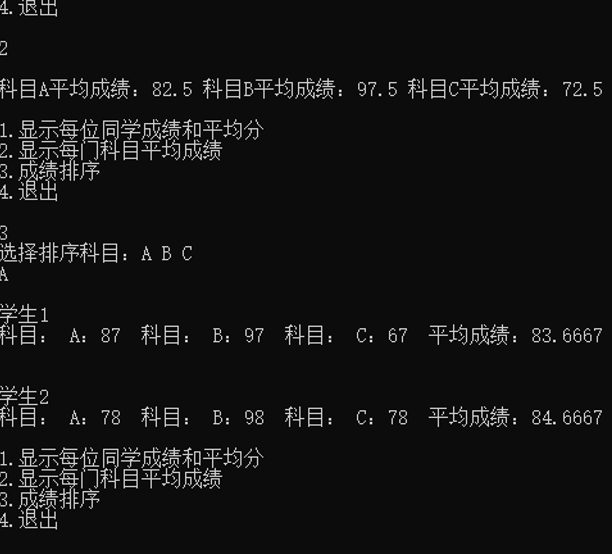 4.退出
2
科目A平均成绩：82.5 科目B平均成绩：97.5 科目C平均成绩：72.5
1.显示每位同学成绩和平均分
2.显示每门科目平均成绩
3.成绩排序
4.退出
3
选择排序科目：A B C
A
学生1
科目： A：87 科目： B：97 科目： C：67 平均成绩：83.6667
学生2
科目： A：78 科目： B：98 科目： C：78 平均成绩：84.6667
1.显示每位同学成绩和平均分
2.显示每门科目平均成绩
3.成绩排序
4.退出